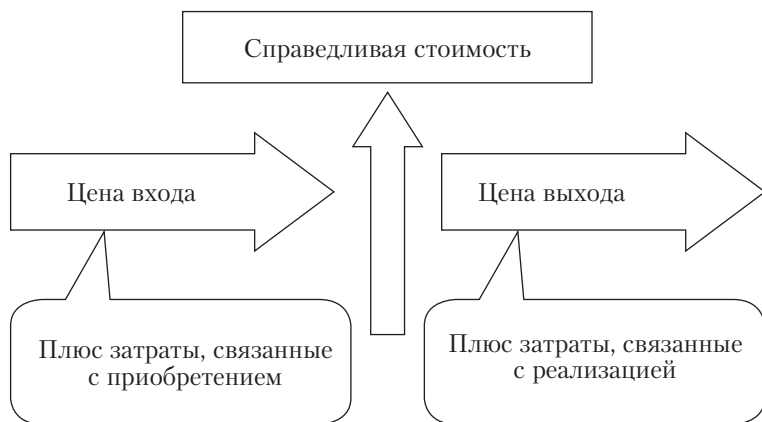 Справедливая стоимость
Цена входа
Цена выхода
Плюс затраты, связанные
с приобретением
Плюс затраты, связанные
с реализацией